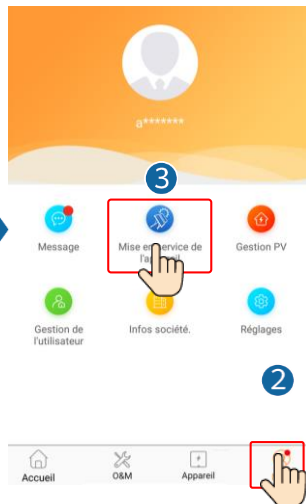 a*******
3
Message
Mise en service de
l'appareil
Gestion PV
Gestion de
l'utilisateur
Infos société.
Réglages
2
Accueil
O&M
Appareil